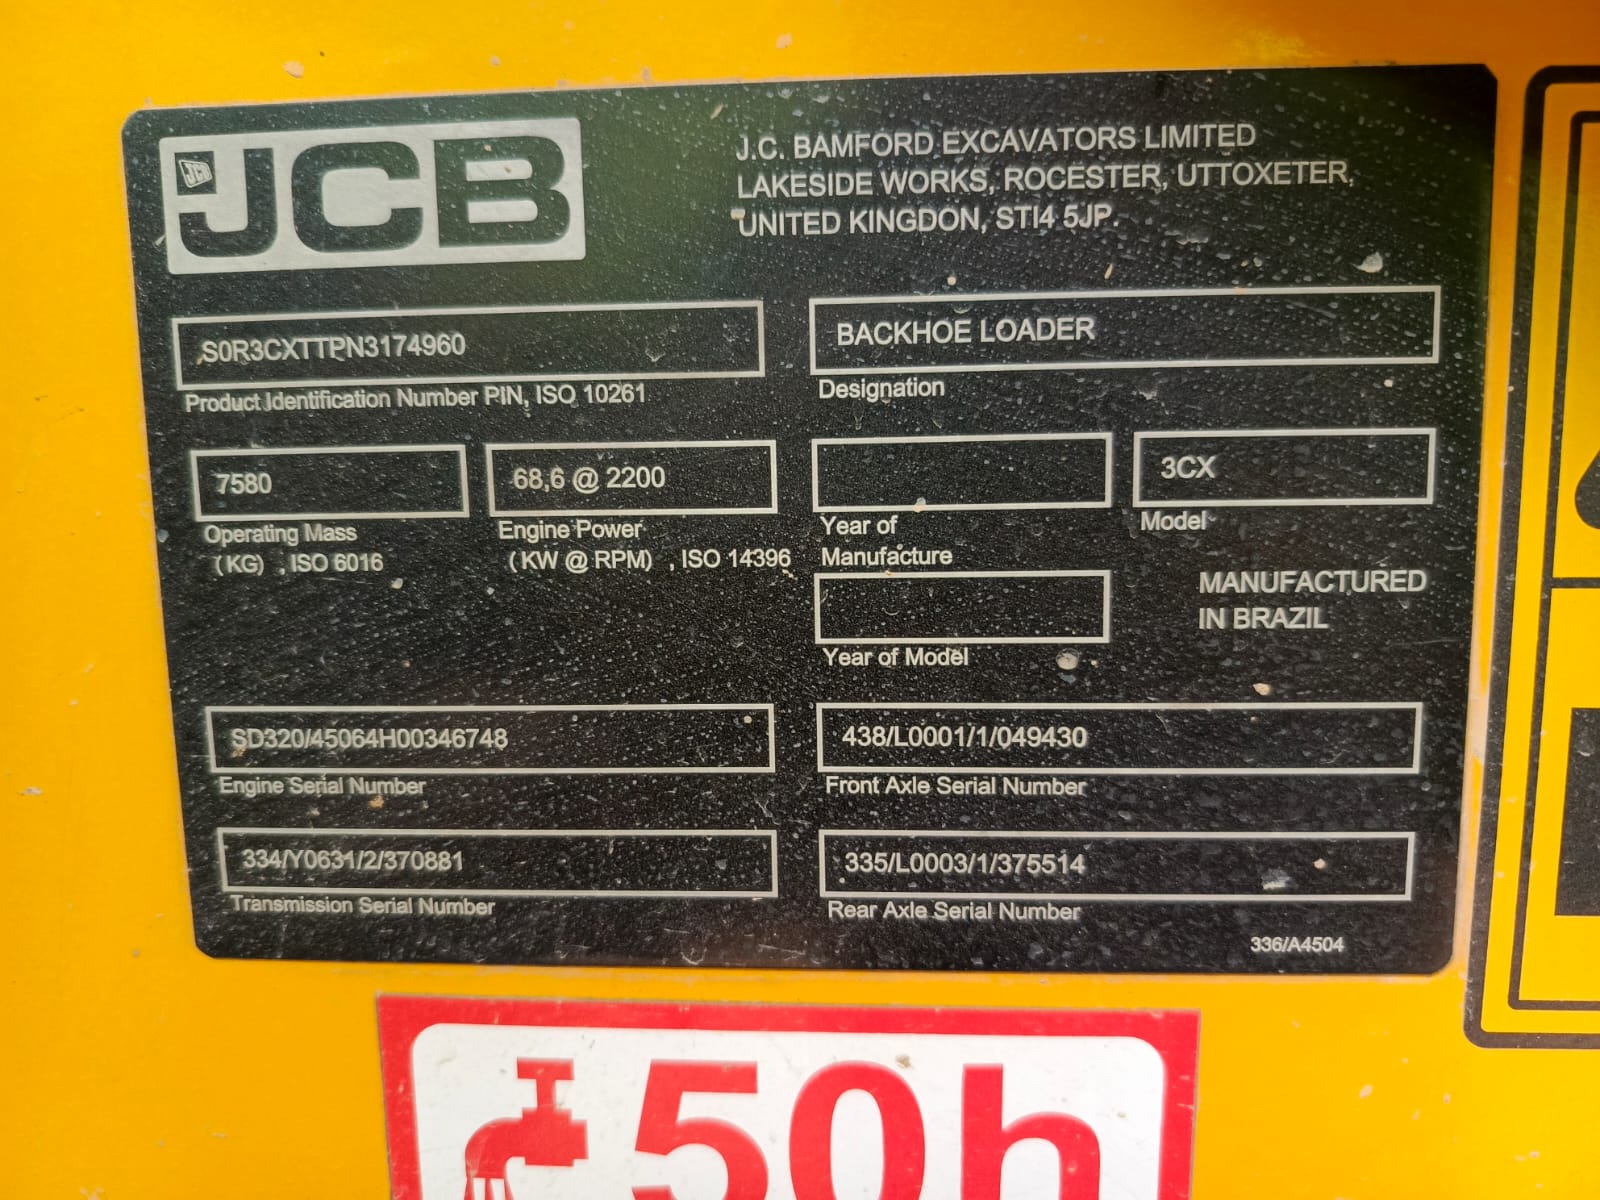 JCB
JCB
J.C. BAMFORD EXCAVATORS LIMITED
LAKESIDE WORKS, ROCESTER, UTTOXETER,
UNITED KINGDON, STI4 5JP.
S0R3CXTTPN3174960
Product Identification Number PIN, ISO 10261
BACKHOE LOADER
Designation
7580
Operating Mass
(KG) , ISO 6016
68,6 @ 2200
Engine Power
(KW @ RPM) , ISO 14396
Year of
Manufacture
3CX
Model
Year of Model
MANUFACTURED
IN BRAZIL
SD320/45064H00346748
Engine Serial Number
438/L0001/1/049430
Front Axle Serial Number
334/Y0631/2/370881
Transmission Serial Number
335/L0003/1/375514
Rear Axle Serial Number
336/A4504
50h